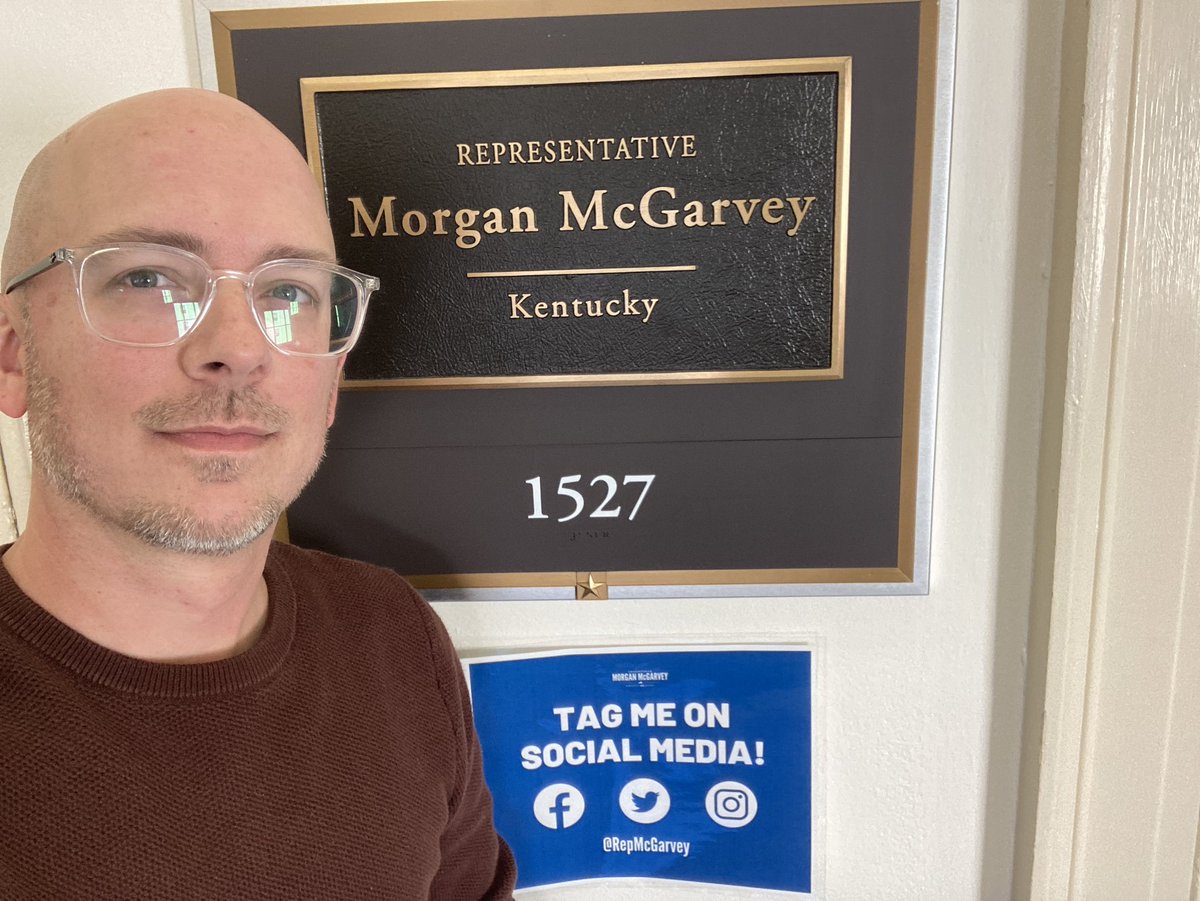 REPRESENTATIVE
Morgan McGarvey
Kentucky
1527
MORGAN McGARVEY
TAG ME ON
SOCIAL MEDIA!
@RepMcGarvey